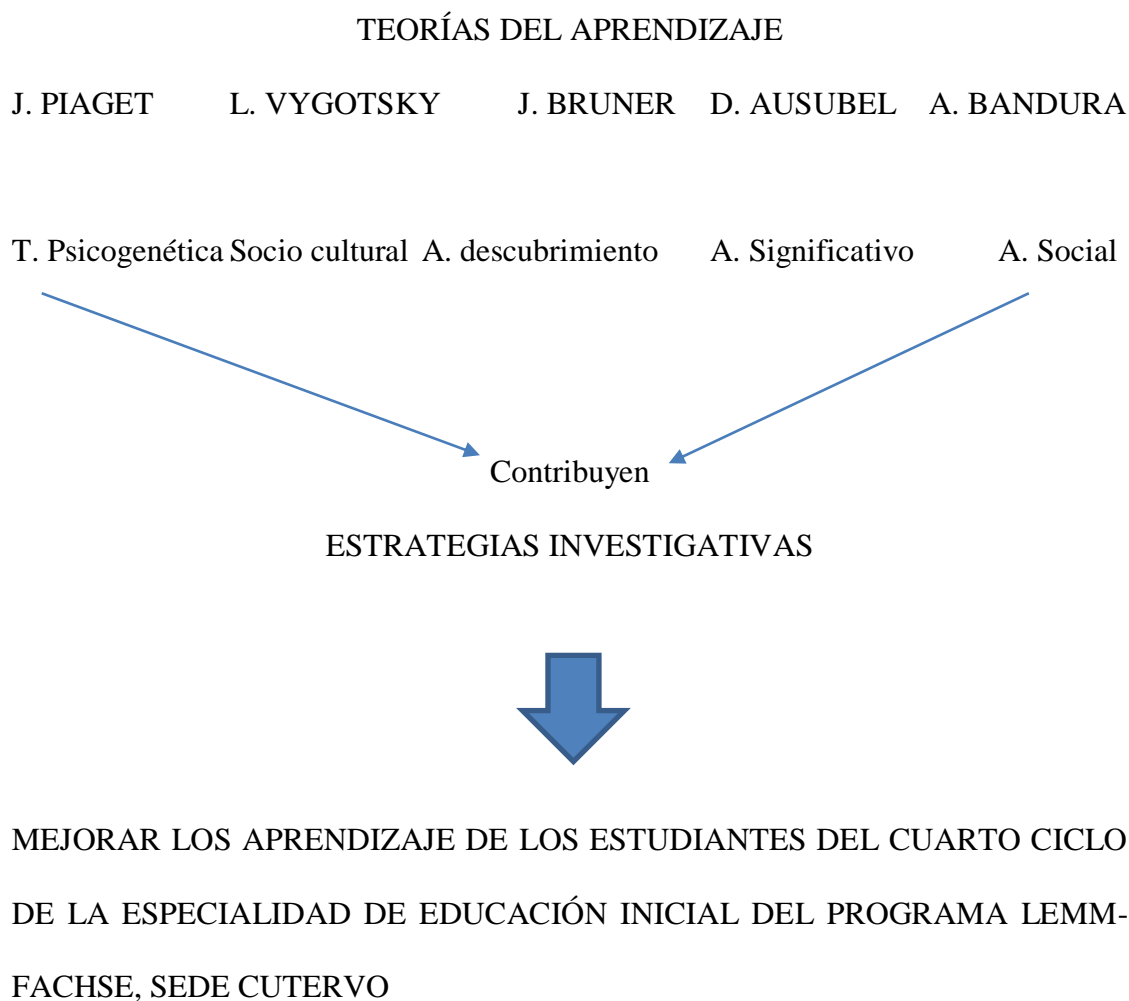 TEORÍAS DEL APRENDIZAJE
J. PIAGET L. VYGOTSKY J. BRUNER D. AUSUBEL A. BANDURA
T. Psicogenética Socio cultural A. descubrimiento A. Significativo A. Social
Contribuyen
ESTRATEGIAS INVESTIGATIVAS
MEJORAR LOS APRENDIZAJE DE LOS ESTUDIANTES DEL CUARTO CICLO
DE LA ESPECIALIDAD DE EDUCACIÓN INICIAL DEL PROGRAMA LEMM-
FACHSE, SEDE CUTERVO